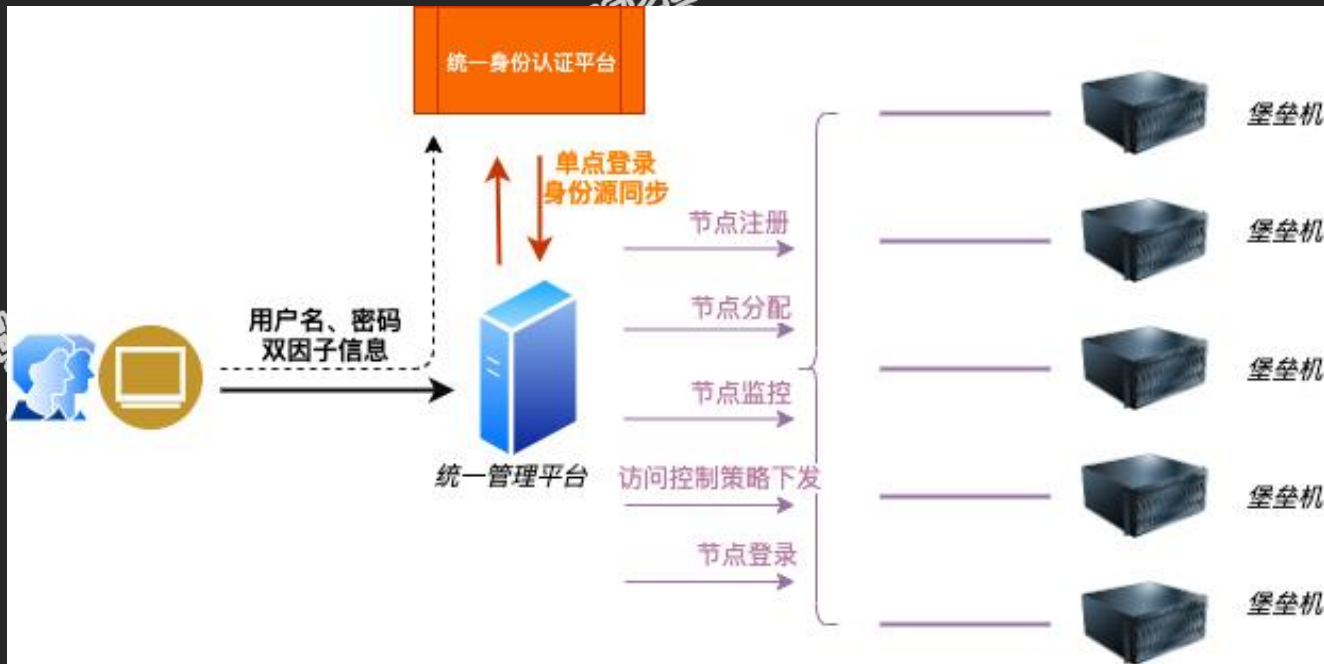 统一身份认证平台
单点登录
身份源同步
用户名、密码
双因子信息
统一管理平台
节点注册
节点分配
节点监控
访问控制策略下发
节点登录
堡垒机
堡垒机
堡垒机
堡垒机
堡垒机